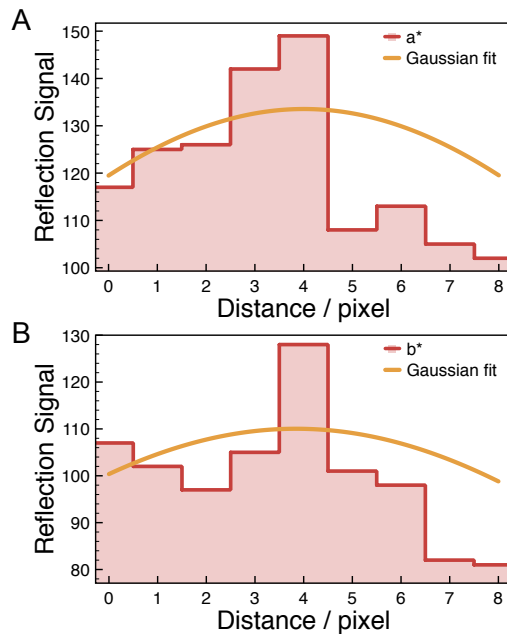 A
Reflection Signal
150
140
130
120
110
100
a*
Gaussian fit
0 1 2 3 4 5 6 7 8
Distance / pixel
B
Reflection Signal
130
120
110
100
90
80
b*
Gaussian fit
0 1 2 3 4 5 6 7 8
Distance / pixel